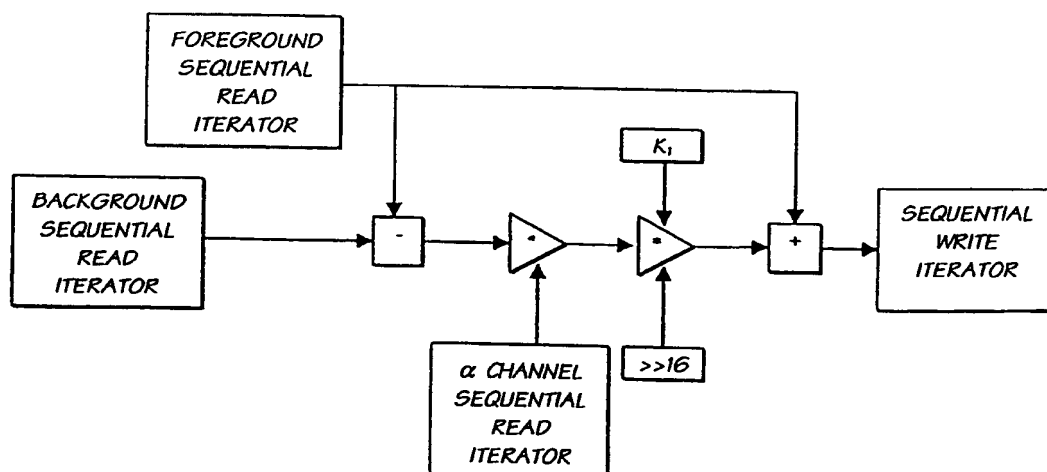 FOREGROUND
SEQUENTIAL
READ
ITERATOR
K₁
BACKGROUND
SEQUENTIAL
READ
ITERATOR
-
*
+
SEQUENTIAL
WRITE
ITERATOR
α CHANNEL
SEQUENTIAL
READ
ITERATOR
>>16